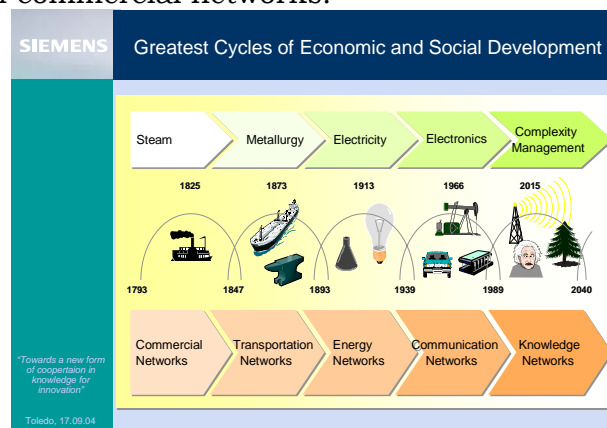 commercial networks.
SIEMENS
Greatest Cycles of Economic and Social Development
Steam
Metallurgy
Electricity
Electronics
Complexity
Management
1825
1873
1913
1966
2015
1793
1847
1893
1939
1989
2040
Commercial
Networks
Transportation
Networks
Energy
Networks
Communication
Networks
Knowledge
Networks
"Towards a new form
of coopertaion in
knowledge for
innovation"
Toledo, 17.09.04